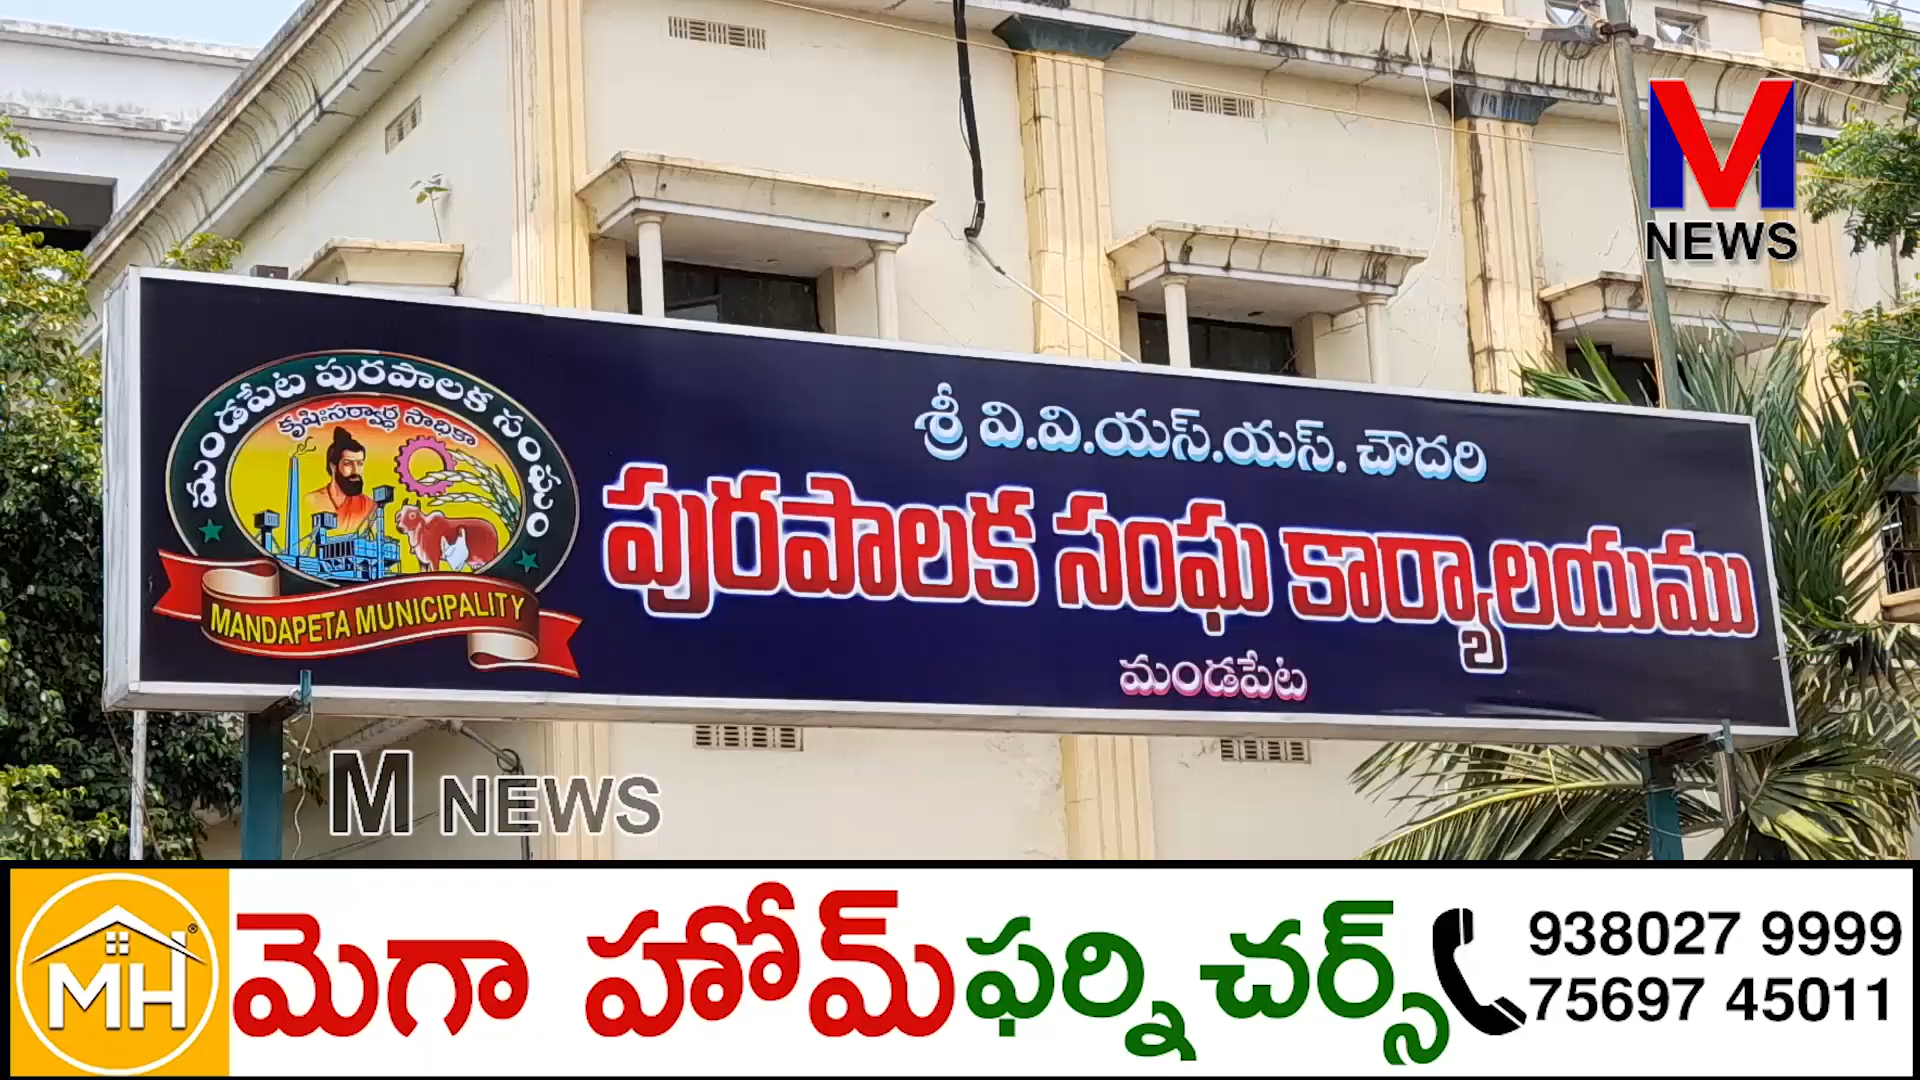 M
NEWS
మండపేట పురపాలక సంఘం
కృషిఃసర్వార్థ సాధికా
MANDAPETA MUNICIPALITY
శ్రీ వి.వి.యస్.యస్. చౌదరి
పురపాలక సంఘ కార్యాలయము
మండపేట
M NEWS
MH
మెగా హోమ్ ఫర్నిచర్స్
938027 9999
75697 45011